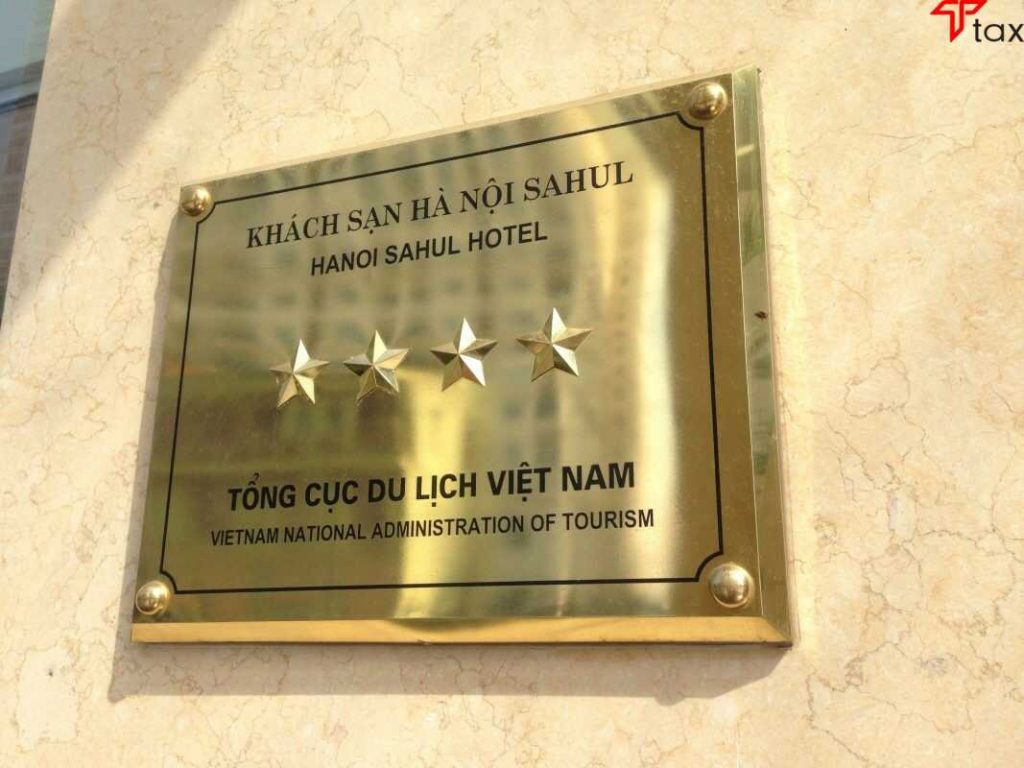 tax
KHÁCH SẠN HÀ NỘI SAHUL
HANOI SAHUL HOTEL
TỔNG CỤC DU LỊCH VIỆT NAM
VIETNAM NATIONAL ADMINISTRATION OF TOURISM